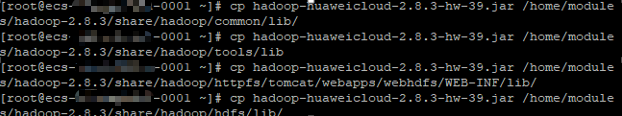 [root@ecs- -0001 ~]# cp hadoop-huaweicloud-2.8.3-hw-39.jar /home/module
s/hadoop-2.8.3/share/hadoop/common/lib/
[root@ecs- -0001 ~]# cp hadoop-huaweicloud-2.8.3-hw-39.jar /home/module
s/hadoop-2.8.3/share/hadoop/tools/lib
[root@ecs- -0001 ~]# cp hadoop-huaweicloud-2.8.3-hw-39.jar /home/module
s/hadoop-2.8.3/share/hadoop/httpfs/tomcat/webapps/webhdfs/WEB-INF/lib/
[root@ecs- -0001 ~]# cp hadoop-huaweicloud-2.8.3-hw-39.jar /home/module
s/hadoop-2.8.3/share/hadoop/hdfs/lib/